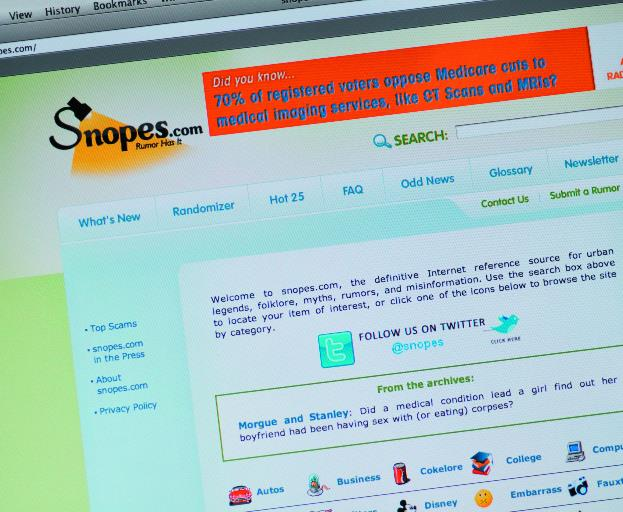 View History Bookmarks
pes.com/
Did you know...
70% of registered voters oppose Medicare cuts to
medical imaging services, like CT Scans and MRIs?
RAD
Snopes.com
Rumor Has It
SEARCH:
What's New Randomizer Hot 25 FAQ Odd News Glossary Newsletter
Contact Us Submit a Rumor
Welcome to snopes.com, the definitive Internet reference source for urban
legends, folklore, myths, rumors, and misinformation. Use the search box above
to locate your item of interest, or click one of the icons below to browse the site
by category.
• Top Scams
• snopes.com
in the Press
• About
snopes.com
• Privacy Policy
FOLLOW US ON TWITTER
@snopes
CLICK HERE
From the archives:
Morgue and Stanley: Did a medical condition lead a girl find out her
boyfriend had been having sex with (or eating) corpses?
Autos Business Cokelore College Compu
Disney Embarrass Fauxt